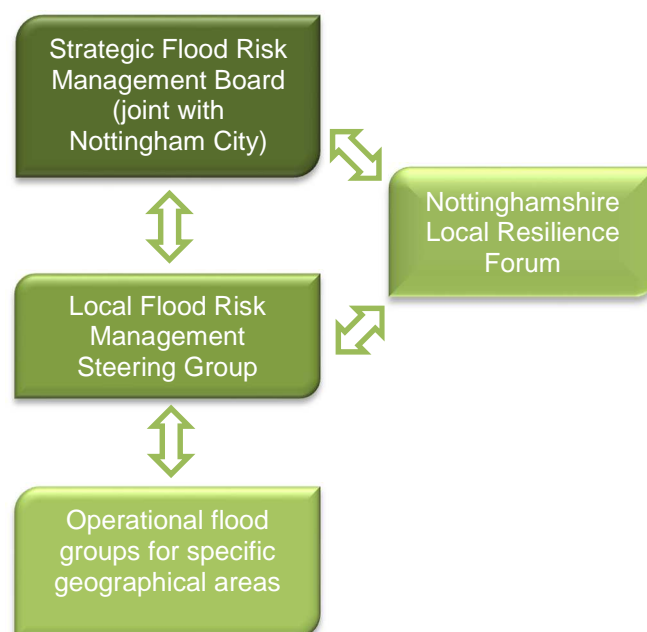 Strategic Flood Risk
Management Board
(joint with
Nottingham City)
Nottinghamshire
Local Resilience
Forum
Local Flood Risk
Management
Steering Group
Operational flood
groups for specific
geographical areas